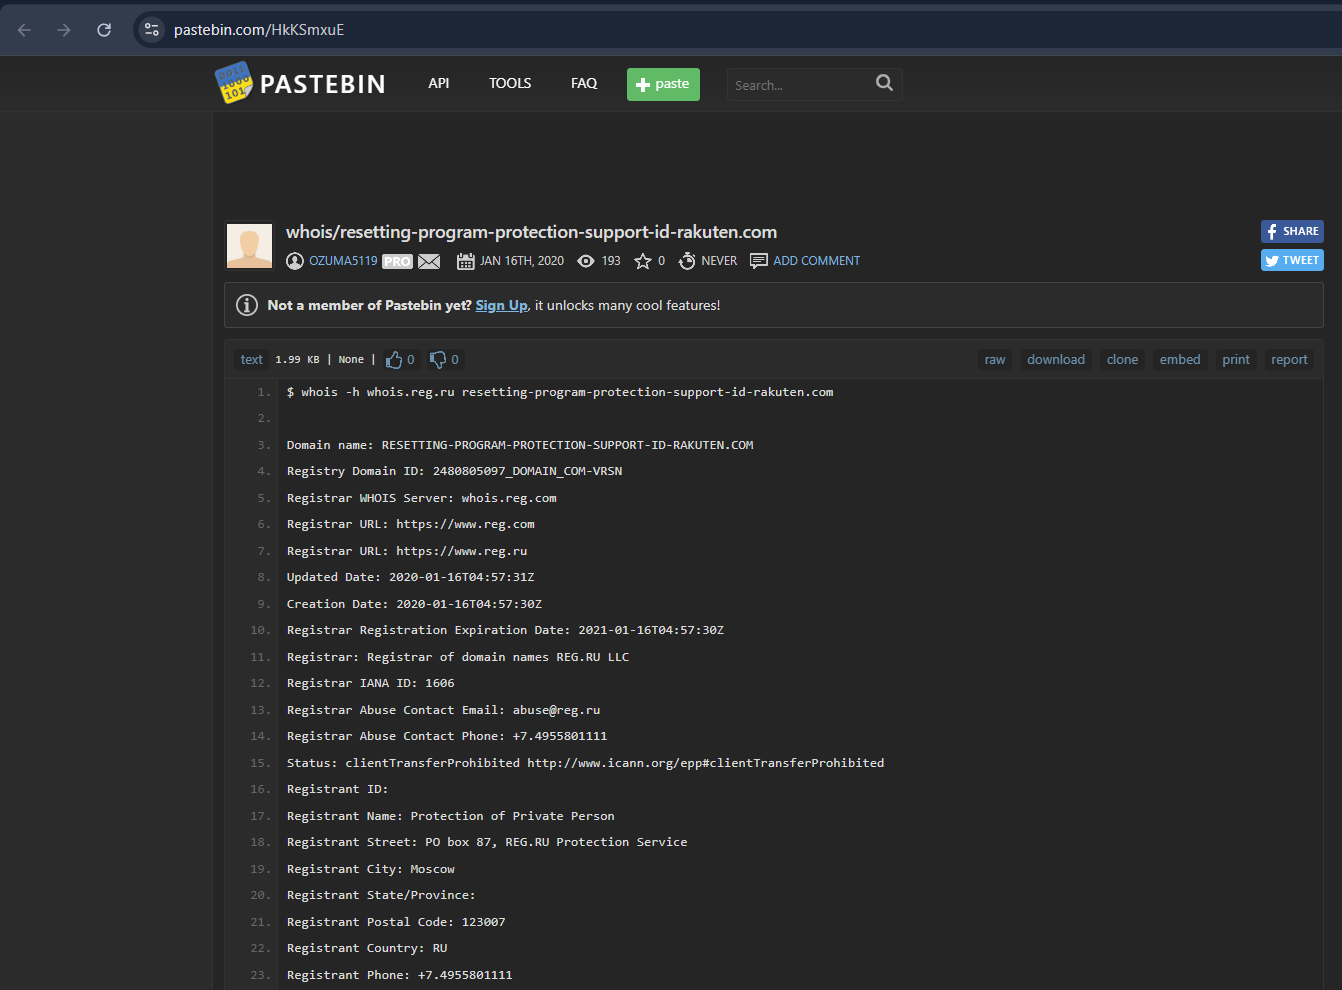 pastebin.com/HkKSmxuE
PASTEBIN API TOOLS FAQ paste Search...
whois/resetting-program-protection-support-id-rakuten.com
SHARE
OZUMA5119 PRO JAN 16TH, 2020 193 0 NEVER ADD COMMENT
TWEET
Not a member of Pastebin yet? Sign Up, it unlocks many cool features!
text 1.99 KB | None | 0 0 raw download clone embed print report
1. $ whois -h whois.reg.ru resetting-program-protection-support-id-rakuten.com
2.
3. Domain name: RESETTING-PROGRAM-PROTECTION-SUPPORT-ID-RAKUTEN.COM
4. Registry Domain ID: 2480805097_DOMAIN_COM-VRSN
5. Registrar WHOIS Server: whois.reg.com
6. Registrar URL: https://www.reg.com
7. Registrar URL: https://www.reg.ru
8. Updated Date: 2020-01-16T04:57:31Z
9. Creation Date: 2020-01-16T04:57:30Z
10. Registrar Registration Expiration Date: 2021-01-16T04:57:30Z
11. Registrar: Registrar of domain names REG.RU LLC
12. Registrar IANA ID: 1606
13. Registrar Abuse Contact Email: abuse@reg.ru
14. Registrar Abuse Contact Phone: +7.4955801111
15. Status: clientTransferProhibited http://www.icann.org/epp#clientTransferProhibited
16. Registrant ID:
17. Registrant Name: Protection of Private Person
18. Registrant Street: PO box 87, REG.RU Protection Service
19. Registrant City: Moscow
20. Registrant State/Province:
21. Registrant Postal Code: 123007
22. Registrant Country: RU
23. Registrant Phone: +7.4955801111